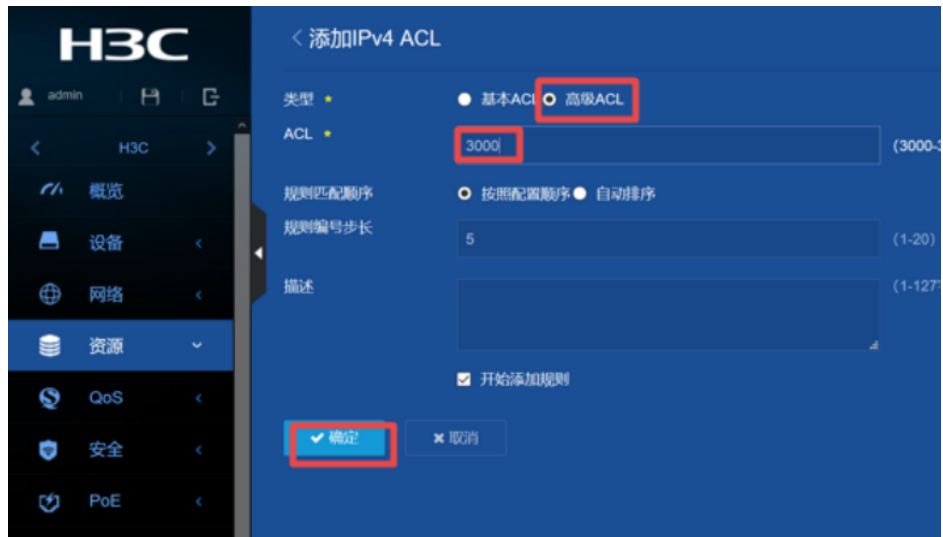 H3C
admin
H3C
概览
设备
网络
资源
QoS
安全
PoE
添加IPv4 ACL
类型 ★ 基本ACL 高级ACL
ACL ★ 3000 (3000-3
规则匹配顺序 按照配置顺序 自动排序
规则编号步长 5 (1-20)
描述 (1-127
开始添加规则
确定 取消